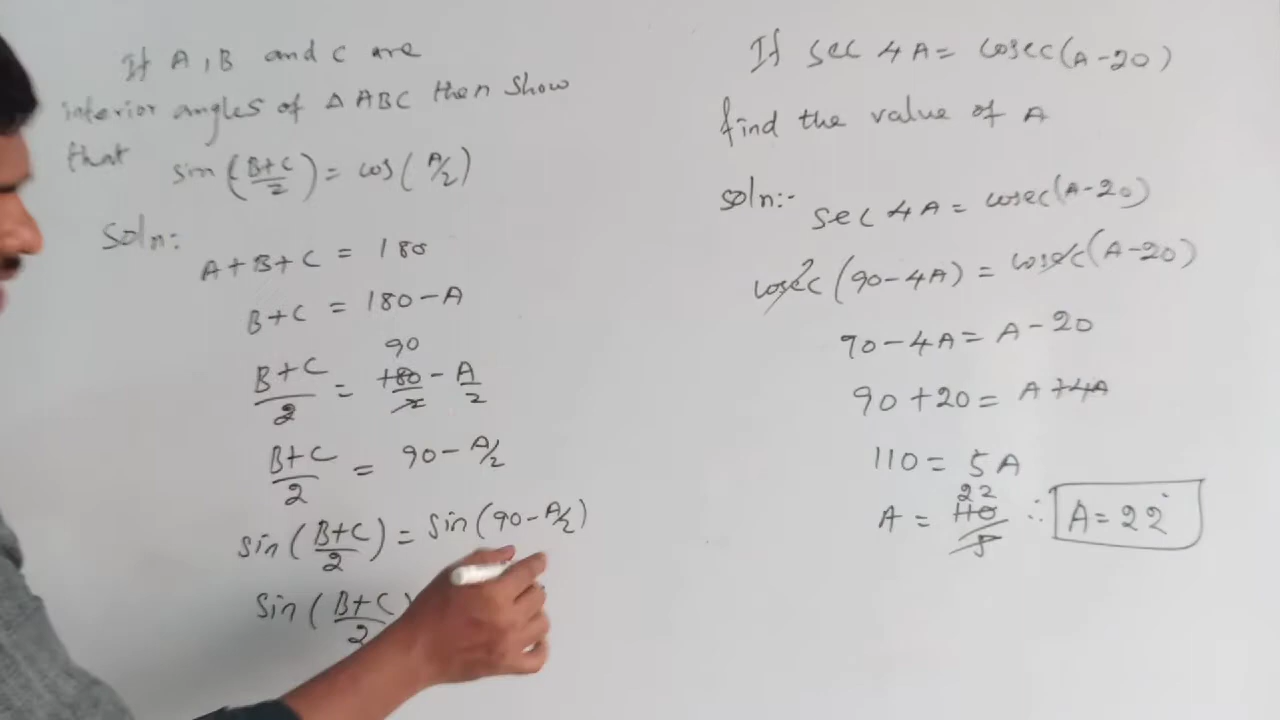 If A, B and C are
interior angles of △ ABC then show
that sin(B+C/2) = cos(A/2)
Soln:
A+B+C = 180
B+C = 180-A
90
B+C/2 = 180/2 - A/2
B+C/2 = 90 - A/2
sin(B+C/2) = sin(90-A/2)
sin(B+C/2
If sec 4A = cosec(A-20)
find the value of A
soln:- sec 4A = cosec(A-20)
cosec(90-4A) = cosec(A-20)
90-4A = A-20
90+20 = A+4A
110 = 5A
22
A = 110/5 ∴ A=22°